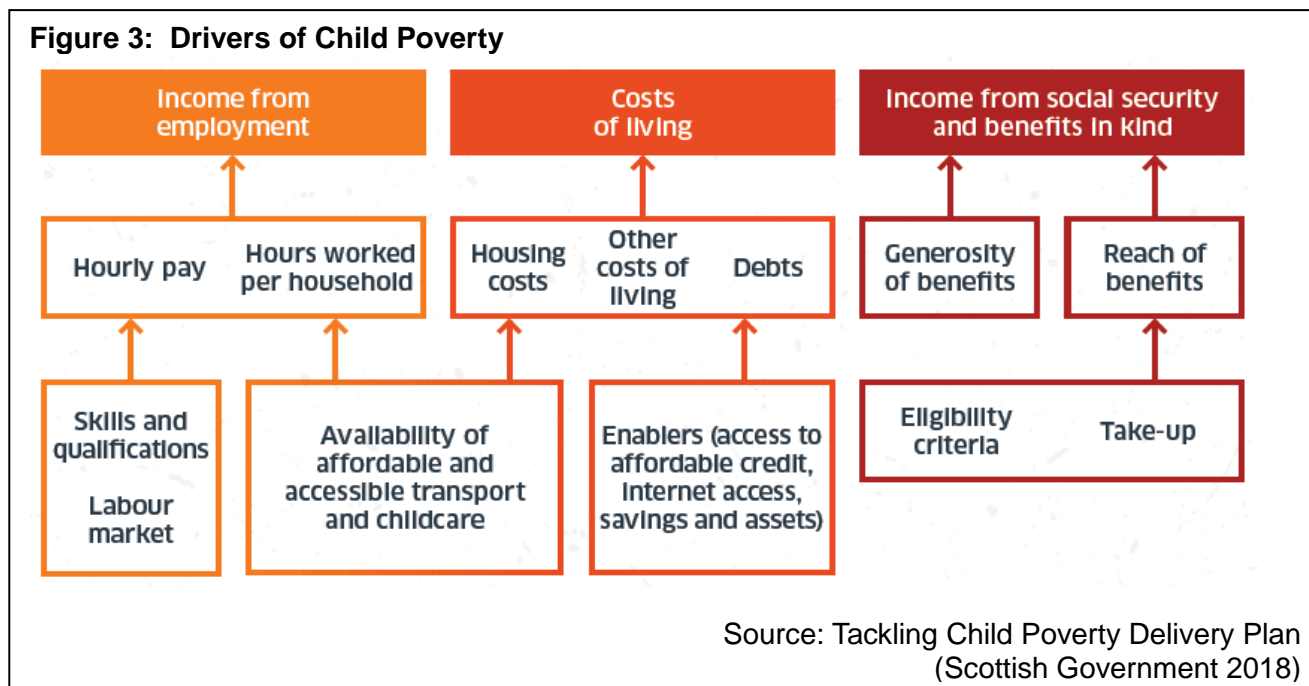 Figure 3:  Drivers of Child Poverty
Income from
employment
Costs
of living
Income from social security
and benefits in kind
Hourly pay
Hours worked
per household
Housing
costs
Other
costs of
living
Debts
Generosity
of benefits
Reach of
benefits
Skills and
qualifications
Labour
market
Availability of
affordable and
accessible transport
and childcare
Enablers (access to
affordable credit,
internet access,
savings and assets)
Eligibility
criteria
Take-up
Source: Tackling Child Poverty Delivery Plan
(Scottish Government 2018)